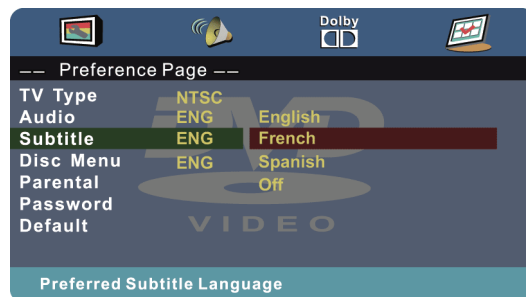 Dolby
-- Preference Page --
TV Type NTSC
Audio ENG English
Subtitle ENG French
Disc Menu ENG Spanish
Parental Off
Password
Default
DVD
VIDEO
Preferred Subtitle Language